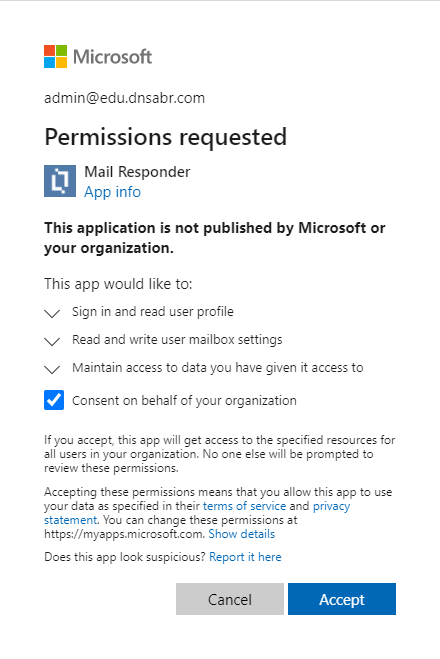 Microsoft
admin@edu.dnsabr.com
Permissions requested
Mail Responder
App info
This application is not published by Microsoft or
your organization.
This app would like to:
Sign in and read user profile
Read and write user mailbox settings
Maintain access to data you have given it access to
Consent on behalf of your organization
If you accept, this app will get access to the specified resources for
all users in your organization. No one else will be prompted to
review these permissions.
Accepting these permissions means that you allow this app to use
your data as specified in their terms of service and privacy
statement. You can change these permissions at
https://myapps.microsoft.com. Show details
Does this app look suspicious? Report it here
Cancel
Accept